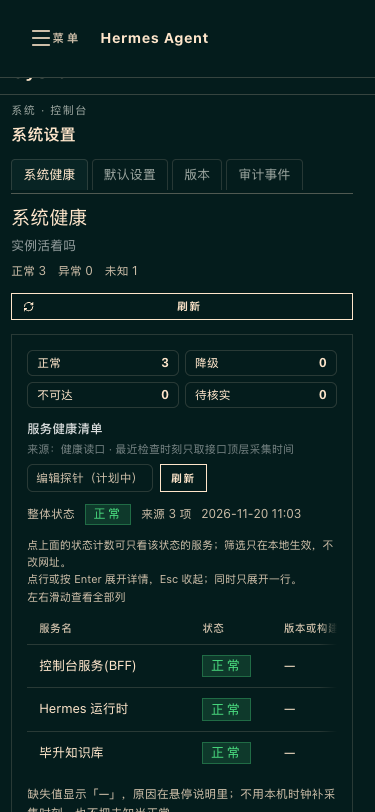 菜单
Hermes Agent
系统 · 控制台
系统设置
系统健康
默认设置
版本
审计事件
系统健康
实例活着吗
正常 3 异常 0 未知 1
刷新
正常 3
降级 0
不可达 0
待核实 0
服务健康清单
来源：健康读口 · 最近检查时刻只取接口顶层采集时间
编辑探针（计划中）
刷新
整体状态 正常 来源 3 项 2026-11-20 11:03
点上面的状态计数可只看该状态的服务；筛选只在本地生效，不
改网址。
点行或按 Enter 展开详情，Esc 收起；同时只展开一行。
左右滑动查看全部列
服务名 状态 版本或构建
控制台服务(BFF) 正常 —
Hermes 运行时 正常 —
毕升知识库 正常 —
缺失值显示「—」，原因在悬停说明里；不用本机时钟补采